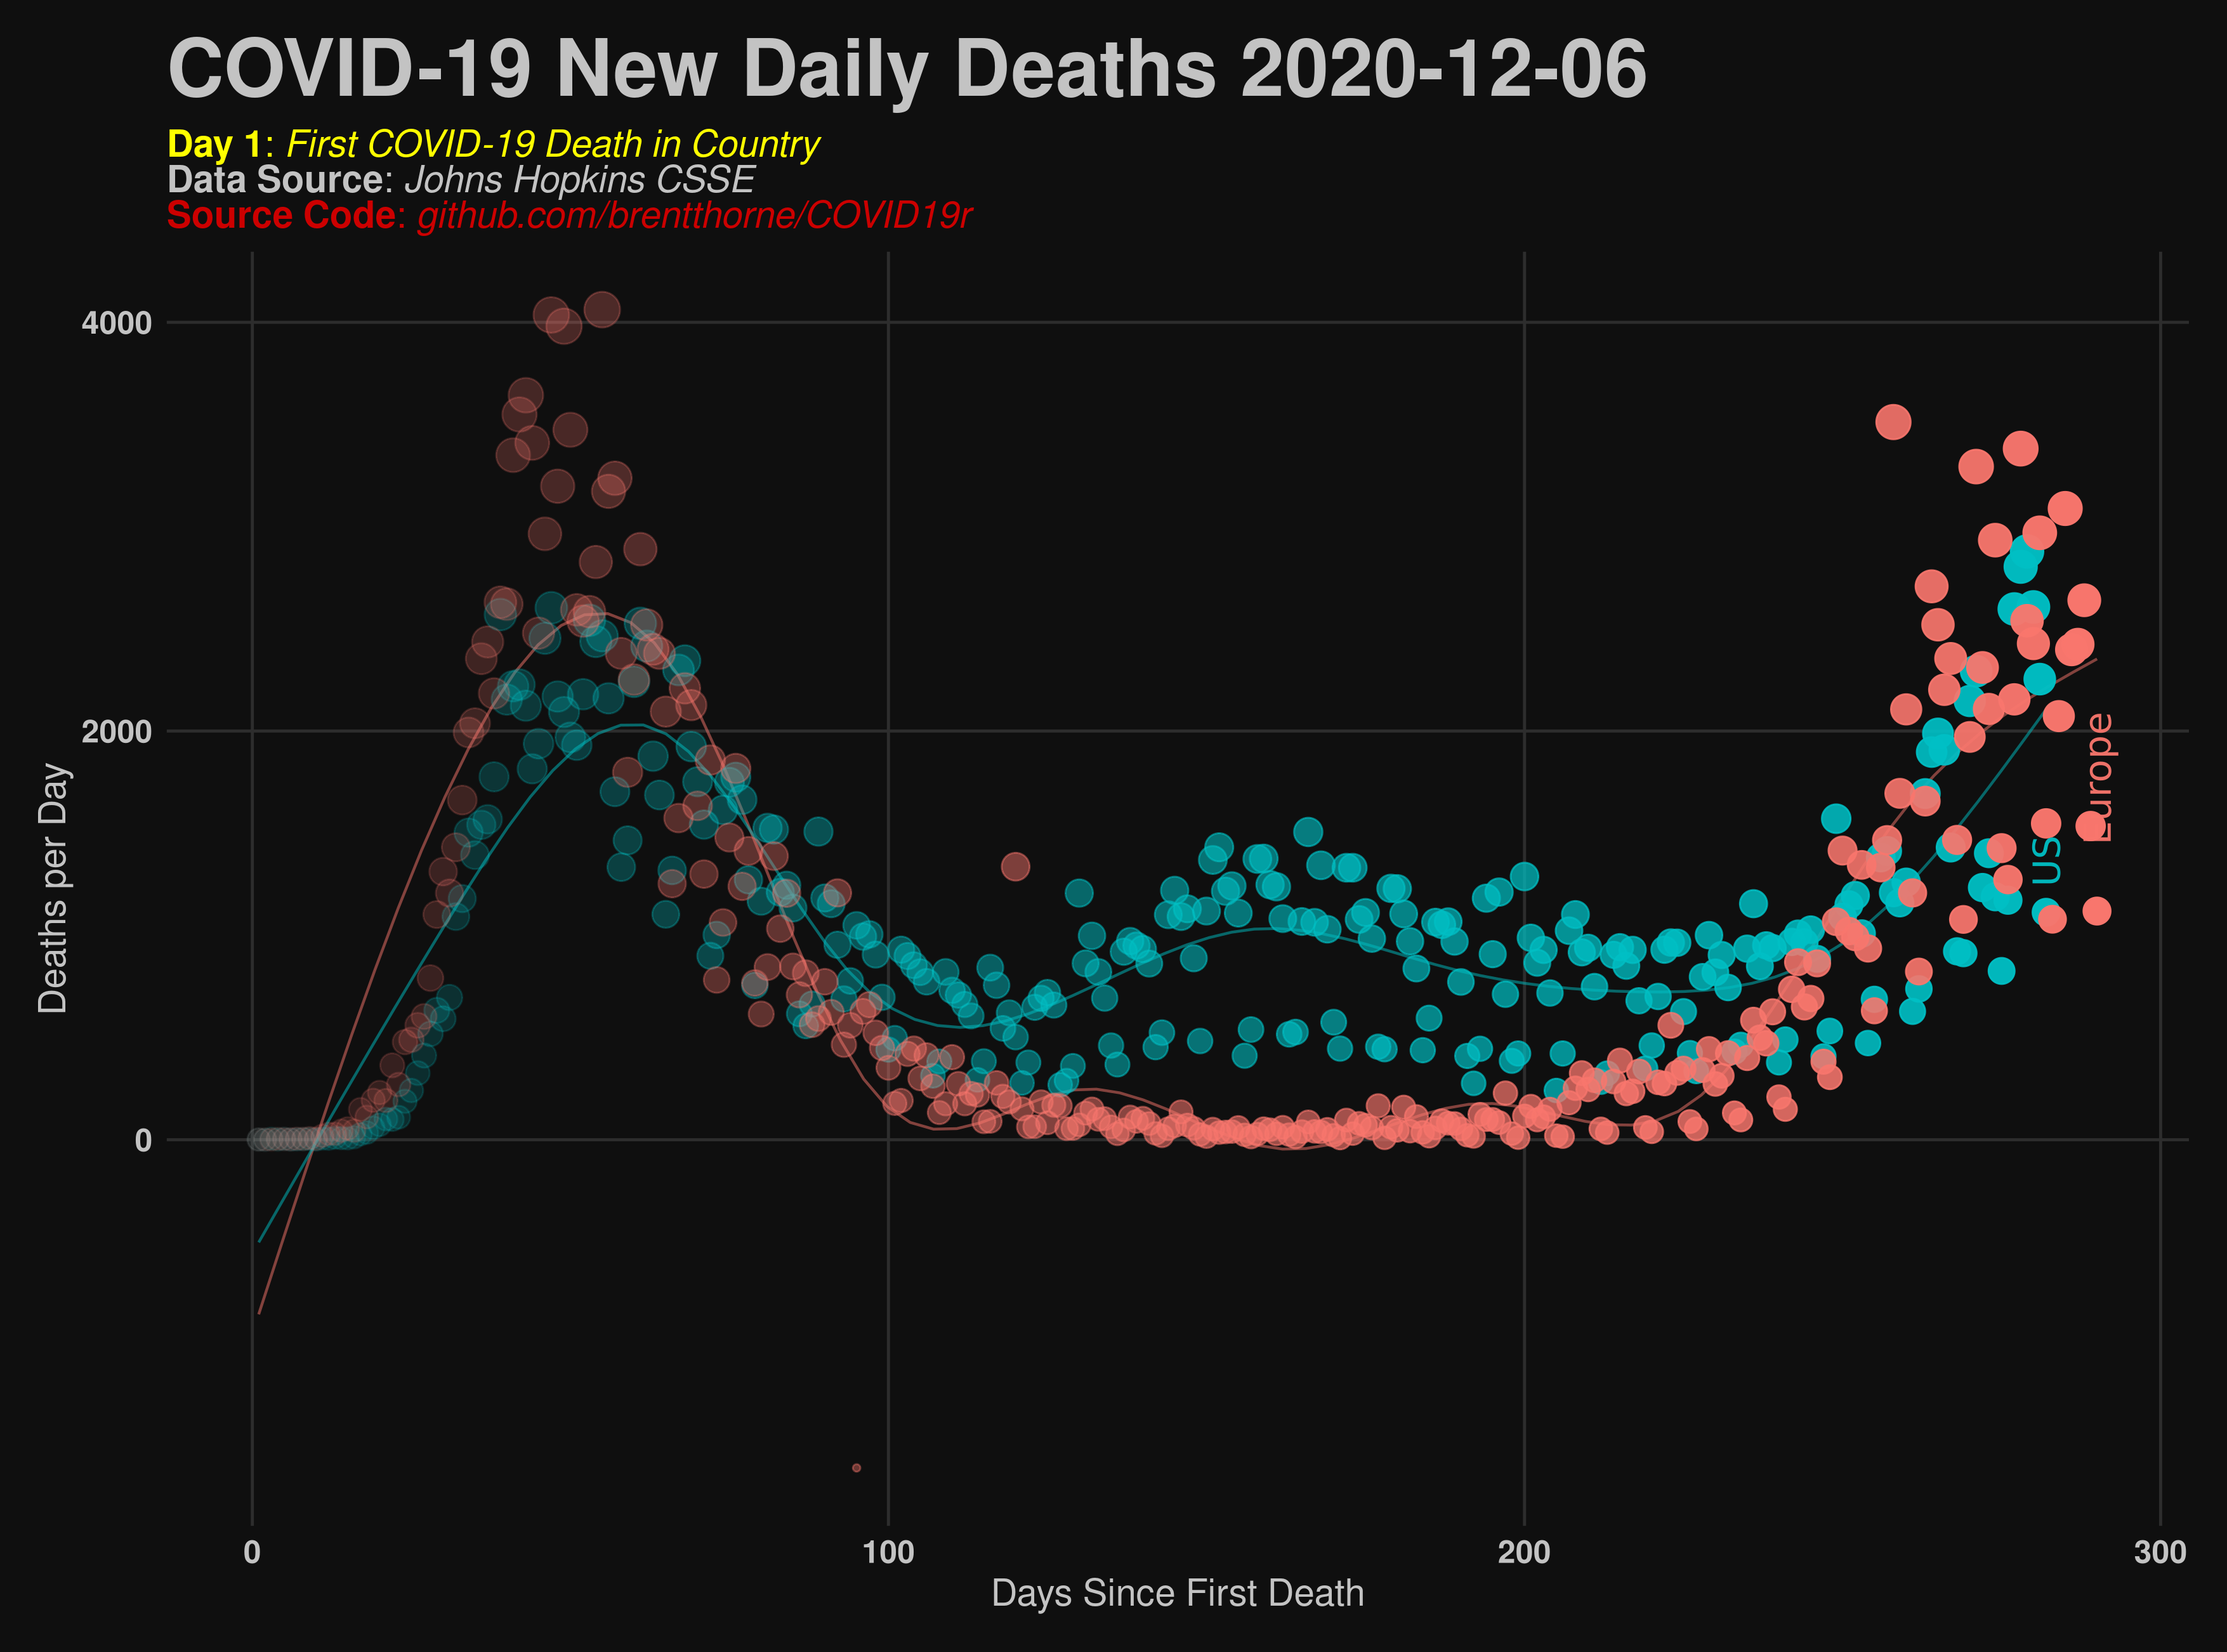 COVID-19 New Daily Deaths 2020-12-06
Day 1: First COVID-19 Death in Country
Data Source: Johns Hopkins CSSE
Source Code: github.com/brentthorne/COVID19r
Deaths per Day
4000
2000
0
US
Europe
0 100 200 300
Days Since First Death